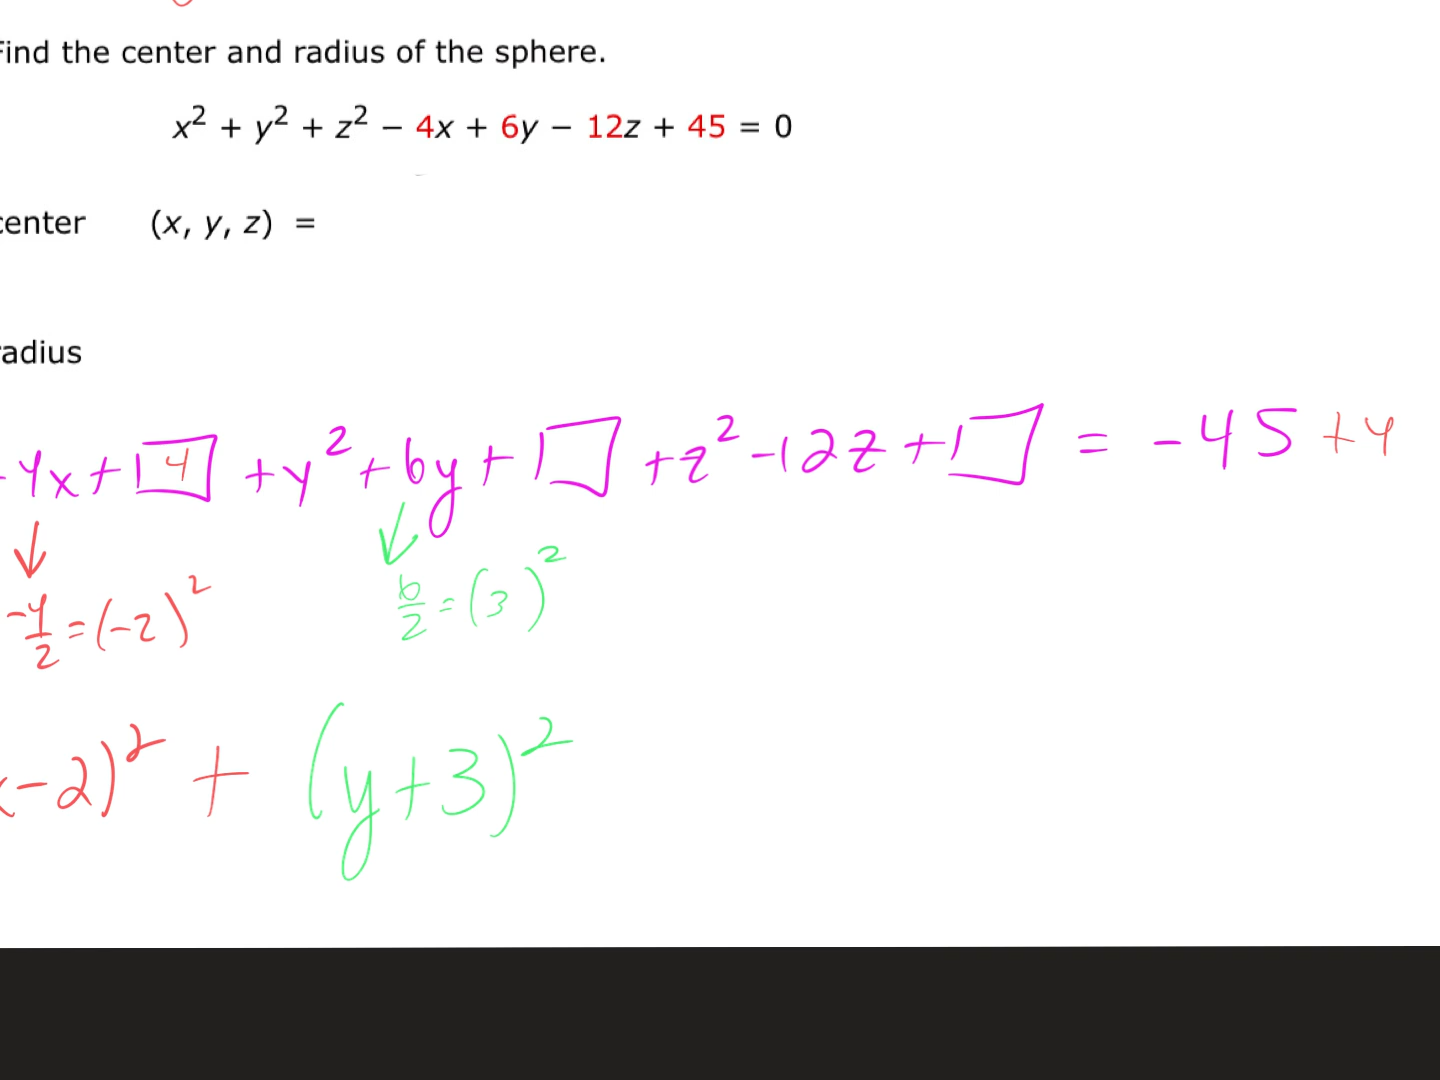 Find the center and radius of the sphere.
x² + y² + z² − 4x + 6y − 12z + 45 = 0
center (x, y, z) =
radius
-4x + 4 + y² + 6y + + z² - 12z + = -45 + 4
-4/2 = (-2)² 6/2 = (3)²
x-2)² + (y+3)²